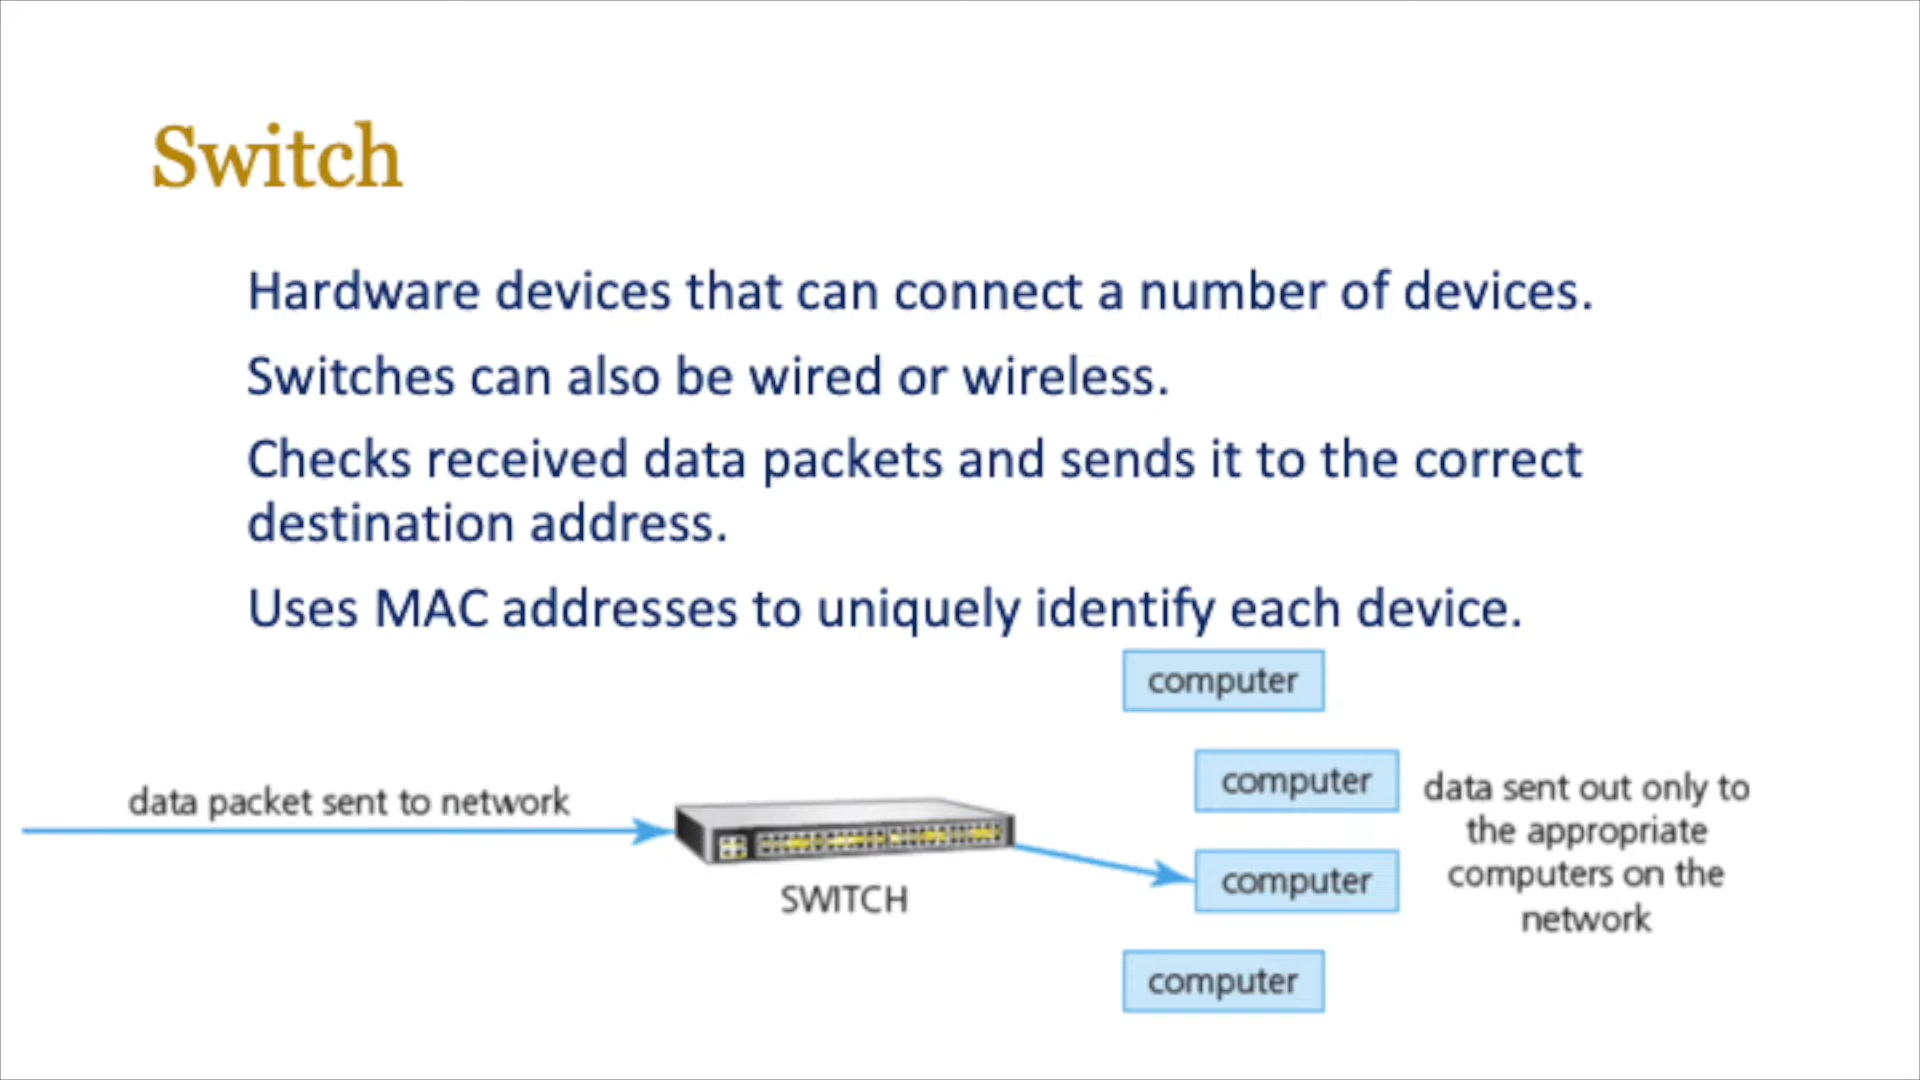 Switch
Hardware devices that can connect a number of devices.
Switches can also be wired or wireless.
Checks received data packets and sends it to the correct
destination address.
Uses MAC addresses to uniquely identify each device.
data packet sent to network
SWITCH
computer
computer
computer
computer
data sent out only to
the appropriate
computers on the
network